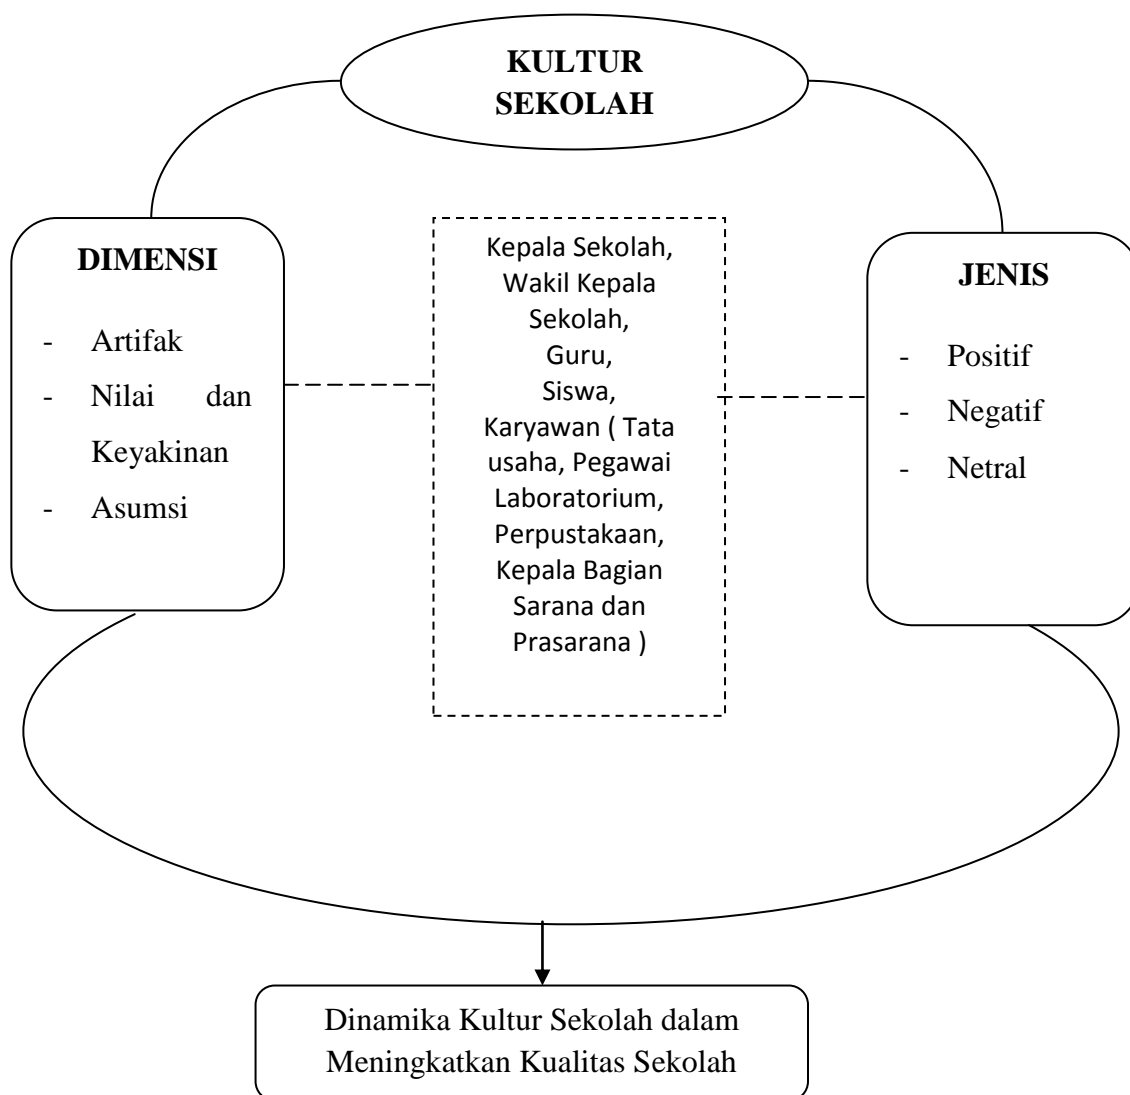 KULTUR
SEKOLAH
DIMENSI
- Artifak
- Nilai dan
Keyakinan
- Asumsi
Kepala Sekolah,
Wakil Kepala
Sekolah,
Guru,
Siswa,
Karyawan ( Tata
usaha, Pegawai
Laboratorium,
Perpustakaan,
Kepala Bagian
Sarana dan
Prasarana )
JENIS
- Positif
- Negatif
- Netral
Dinamika Kultur Sekolah dalam
Meningkatkan Kualitas Sekolah